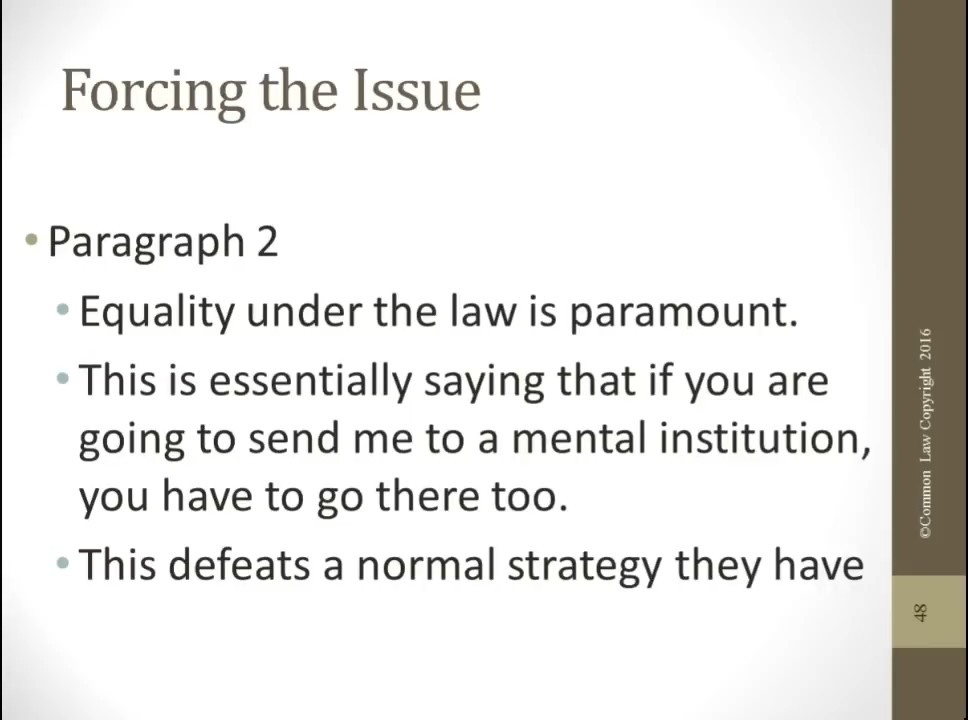 Forcing the Issue
• Paragraph 2
• Equality under the law is paramount.
• This is essentially saying that if you are
going to send me to a mental institution,
you have to go there too.
• This defeats a normal strategy they have
©Common Law Copyright 2016
48